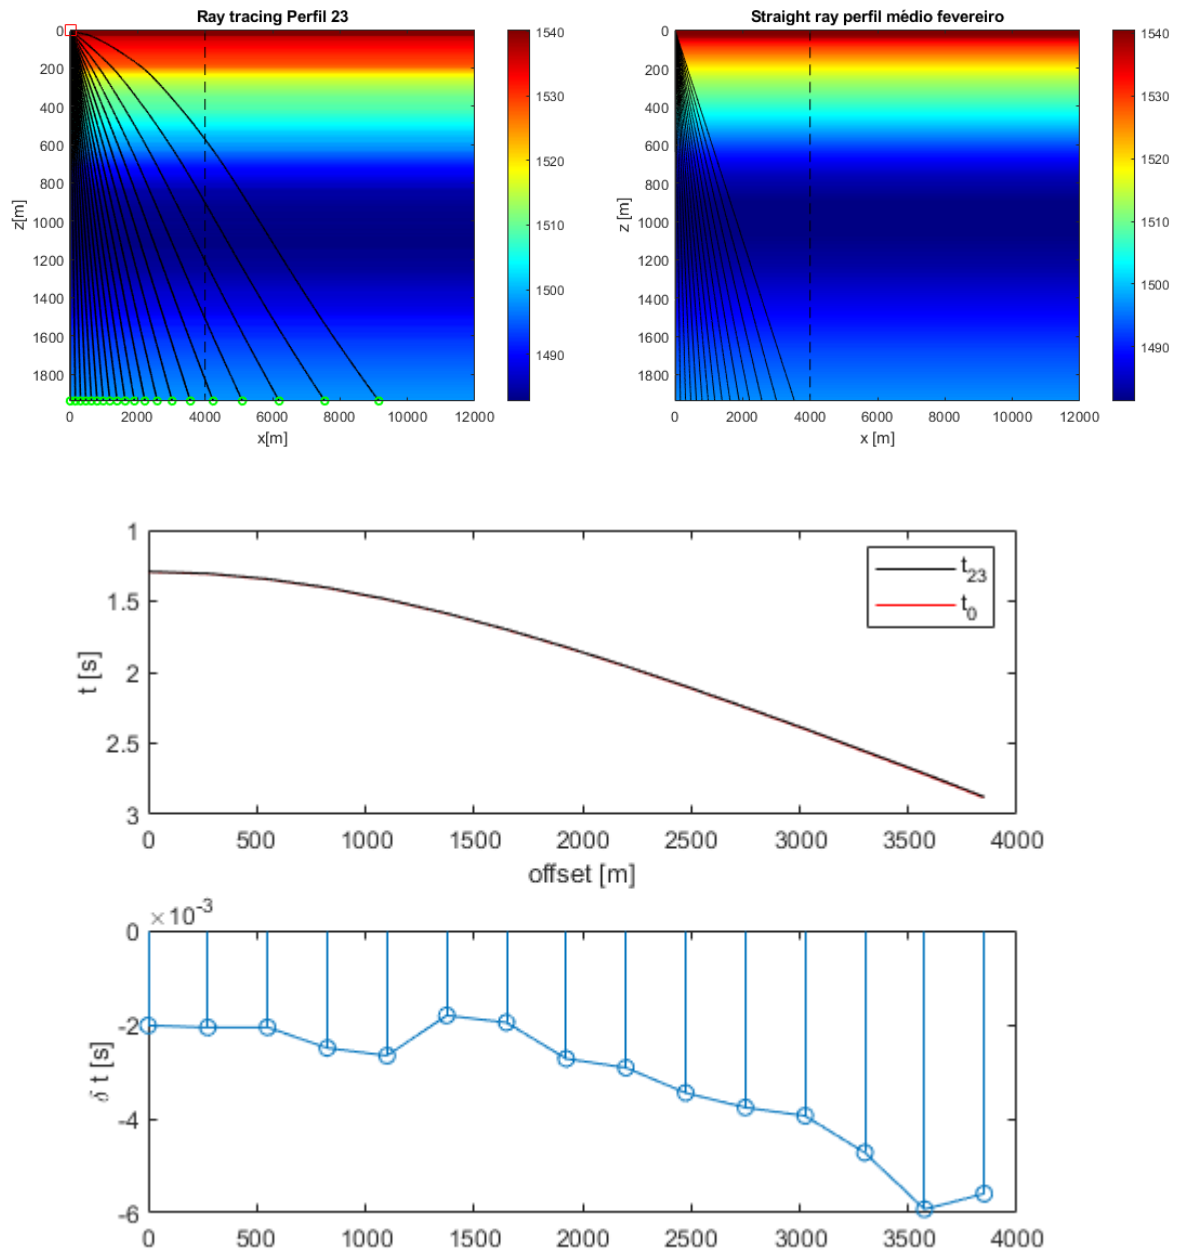 Ray tracing Perfil 23
0
200
400
600
800
1000
1200
1400
1600
1800
z[m]
0 2000 4000 6000 8000 10000 12000
x[m]
1540
1530
1520
1510
1500
1490
Straight ray perfil médio fevereiro
0
200
400
600
800
1000
1200
1400
1600
1800
z [m]
0 2000 4000 6000 8000 10000 12000
x [m]
1540
1530
1520
1510
1500
1490
1
1.5
2
2.5
3
t [s]
t23
t0
0 500 1000 1500 2000 2500 3000 3500 4000
offset [m]
×10-3
0
-2
-4
-6
δ t [s]
0 500 1000 1500 2000 2500 3000 3500 4000